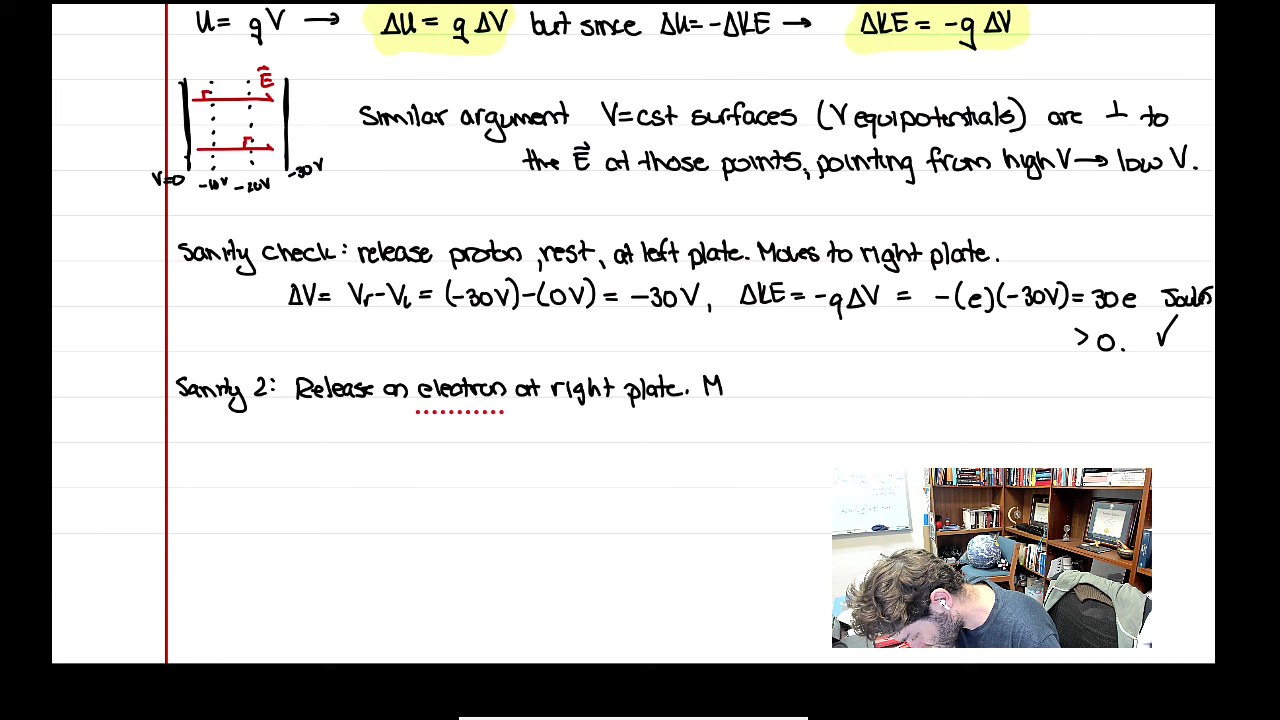 U = qV → ΔU = q ΔV but since ΔU = -ΔKE → ΔKE = -q ΔV
E⃗
V=0 -10V -20V -30V
Similar argument V=cst surfaces (V equipotentials) are ⊥ to
the E⃗ at those points, pointing from high V → low V.
Sanity check: release proton, rest, at left plate. Moves to right plate.
ΔV = Vr - VL = (-30V) - (0V) = -30V, ΔKE = -qΔV = -(e)(-30V) = 30e Joules
> 0. ✓
Sanity 2: Release an electron at right plate. M